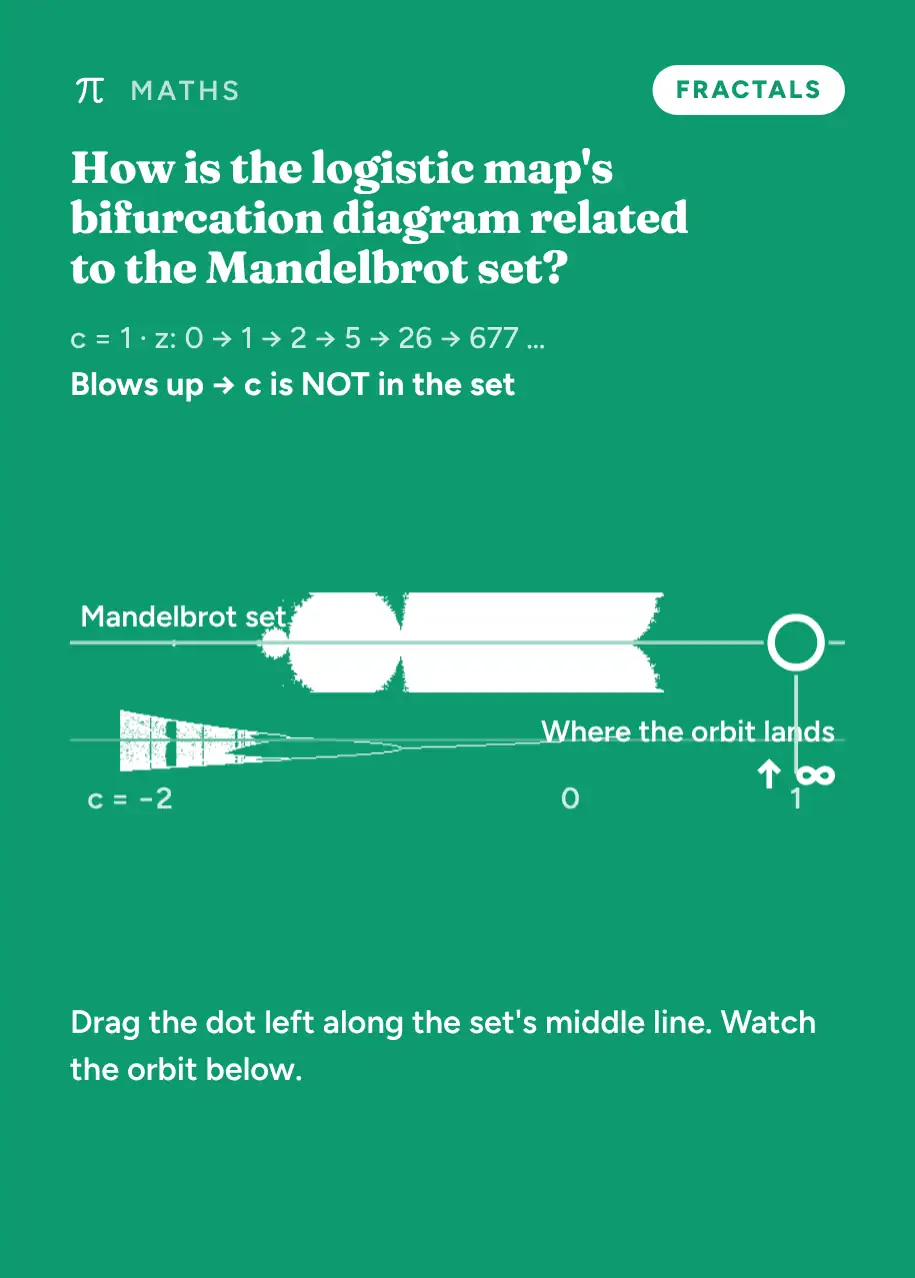 π MATHS
FRACTALS
How is the logistic map's
bifurcation diagram related
to the Mandelbrot set?
c = 1 · z: 0 → 1 → 2 → 5 → 26 → 677 ...
Blows up → c is NOT in the set
Mandelbrot set
Where the orbit lands
↑ ∞
c = −2
0
1
Drag the dot left along the set's middle line. Watch
the orbit below.